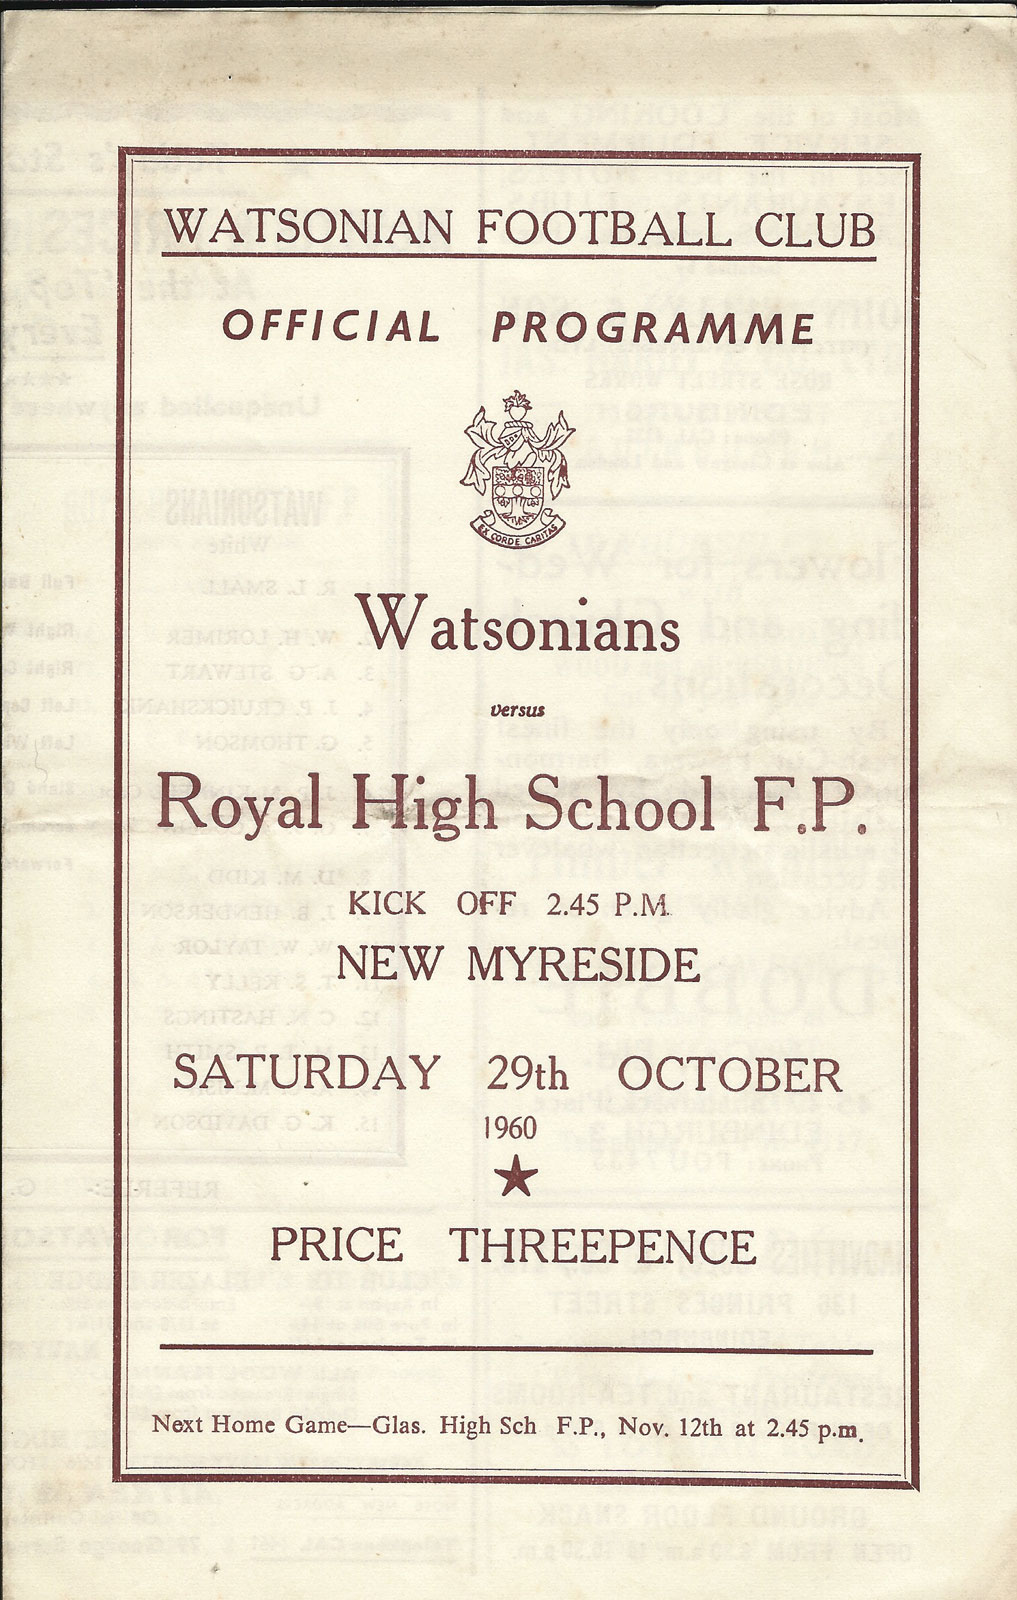 WATSONIAN FOOTBALL CLUB
OFFICIAL PROGRAMME
EX CORDE CARITAS
Watsonians
versus
Royal High School F.P.
KICK OFF 2.45 P.M.
NEW MYRESIDE
SATURDAY 29th OCTOBER
1960
PRICE THREEPENCE
Next Home Game—Glas. High Sch F.P., Nov. 12th at 2.45 p.m.